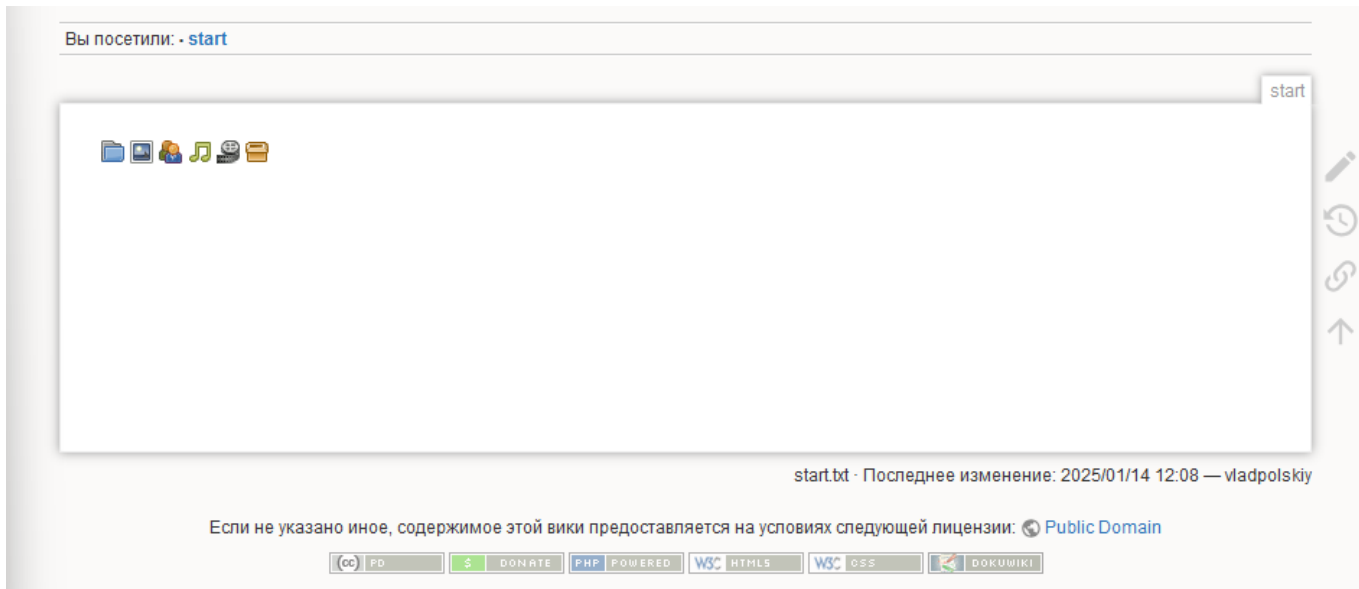 Вы посетили: · start
start
start.txt · Последнее изменение: 2025/01/14 12:08 — vladpolskiy
Если не указано иное, содержимое этой вики предоставляется на условиях следующей лицензии: Public Domain
(cc) PD $ DONATE PHP POWERED W3C HTML5 W3C CSS DOKUWIKI